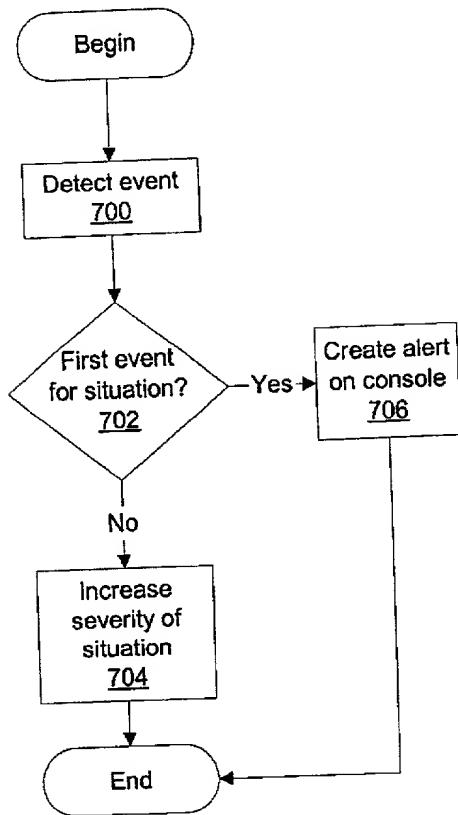 Begin
Detect event
700
First event
for situation?
702
Yes
Create alert
on console
706
No
Increase
severity of
situation
704
End